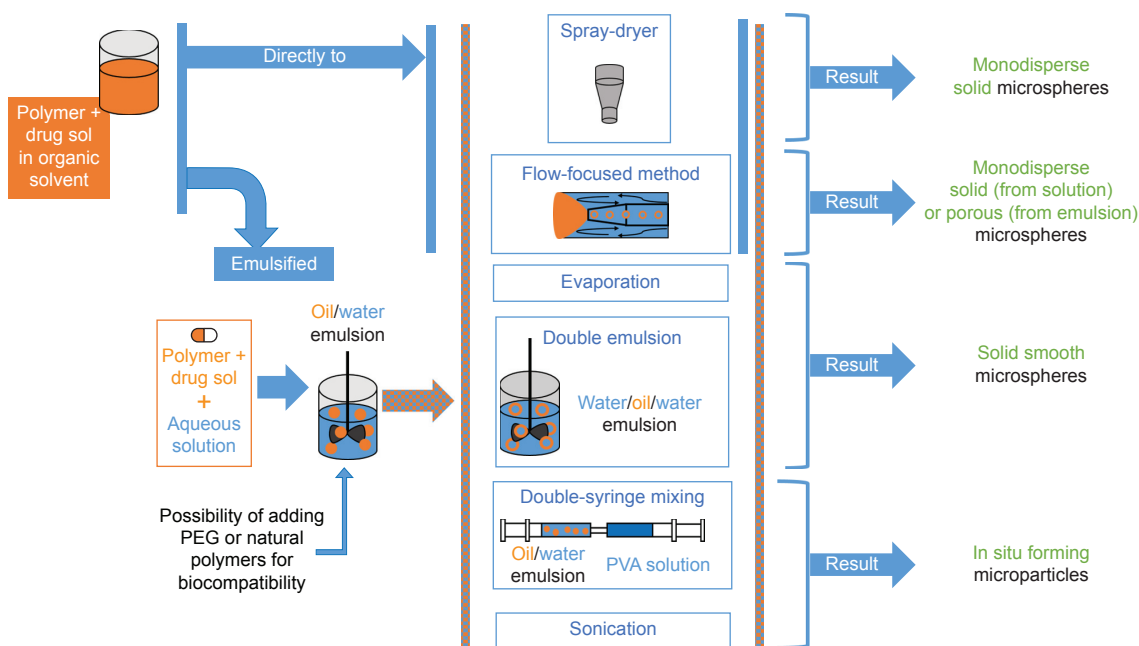 Polymer +
drug sol
in organic
solvent
Directly to
Emulsified
Polymer +
drug sol
+
Aqueous
solution
Oil/water
emulsion
Possibility of adding
PEG or natural
polymers for
biocompatibility
Spray-dryer
Flow-focused method
Evaporation
Double emulsion
Water/oil/water
emulsion
Double-syringe mixing
Oil/water
emulsion
PVA solution
Sonication
Result
Monodisperse
solid microspheres
Result
Monodisperse
solid (from solution)
or porous (from emulsion)
microspheres
Result
Solid smooth
microspheres
Result
In situ forming
microparticles